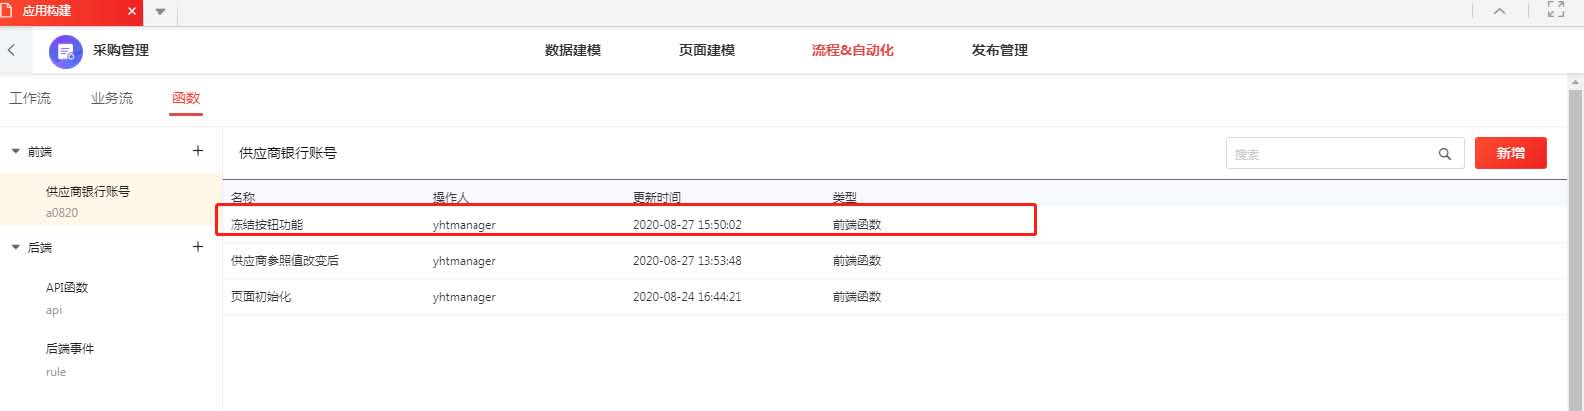 应用构建
采购管理 数据建模 页面建模 流程&自动化 发布管理
工作流 业务流 函数
前端
供应商银行账号
a0820
后端
API函数
api
后端事件
rule
供应商银行账号 搜索 新增
名称 操作人 更新时间 类型
冻结按钮功能 yhtmanager 2020-08-27 15:50:02 前端函数
供应商参照值改变后 yhtmanager 2020-08-27 13:53:48 前端函数
页面初始化 yhtmanager 2020-08-24 16:44:21 前端函数